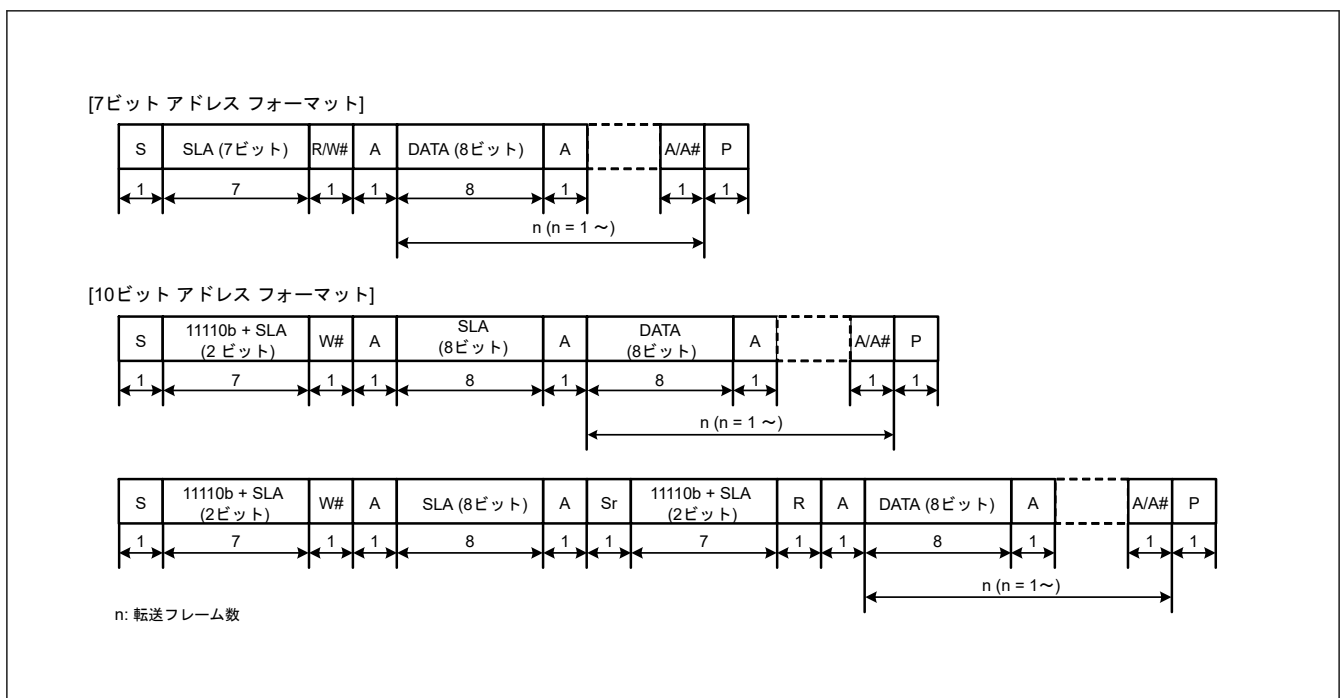 [7ビット アドレス フォーマット]
S SLA (7ビット) R/W# A DATA (8ビット) A A/A# P
1 7 1 1 8 1 1 1
n (n = 1 ～)
[10ビット アドレス フォーマット]
S 11110b + SLA (2 ビット) W# A SLA (8ビット) A DATA (8ビット) A A/A# P
1 7 1 1 8 1 8 1 1 1
n (n = 1 ～)
S 11110b + SLA (2ビット) W# A SLA (8ビット) A Sr 11110b + SLA (2ビット) R A DATA (8ビット) A A/A# P
1 7 1 1 8 1 1 7 1 1 8 1 1 1
n (n = 1～)
n: 転送フレーム数